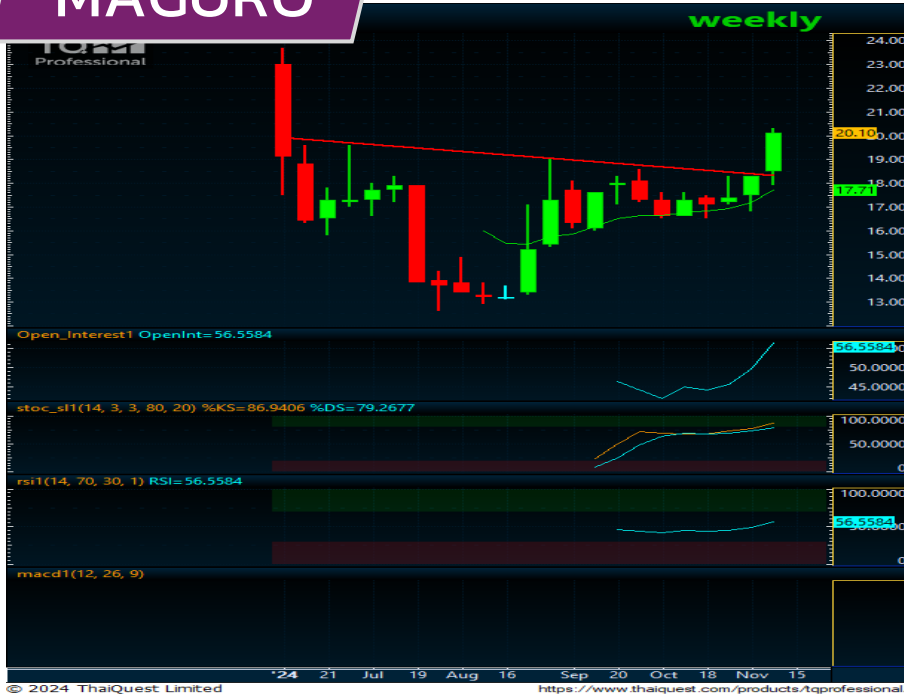 MAGURO
weekly
TQ
Professional
24.00
23.00
22.00
21.00
20.10
19.00
18.00
17.71
17.00
16.00
15.00
14.00
13.00
Open_Interest1 OpenInt=56.5584
56.5584
50.0000
45.0000
stoc_sl1(14, 3, 3, 80, 20) %KS=86.9406 %DS=79.2677
100.0000
50.0000
0
rsi1(14, 70, 30, 1) RSI=56.5584
100.0000
56.5584
0
macd1(12, 26, 9)
'24 21 Jul 19 Aug 16 Sep 20 Oct 18 Nov 15
© 2024 ThaiQuest Limited https://www.thaiquest.com/products/tqprofessional